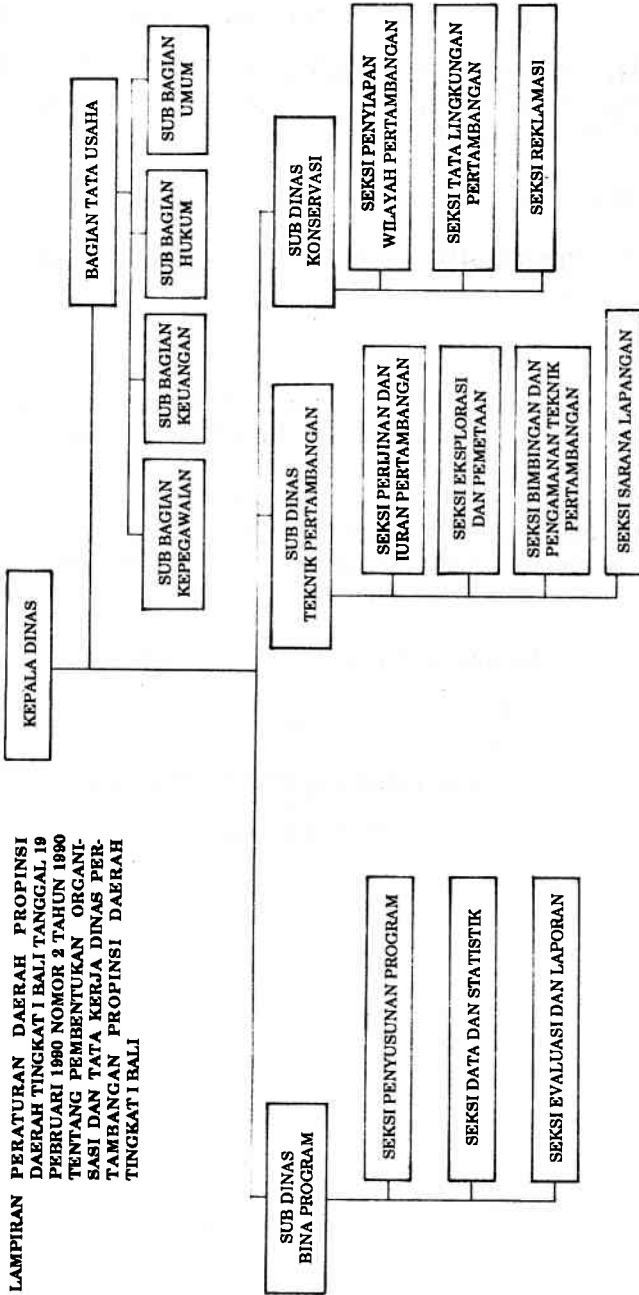 LAMPIRAN PERATURAN DAERAH PROPINSI
DAERAH TINGKAT I BALI TANGGAL 19
PEBRUARI 1990 NOMOR 2 TAHUN 1990
TENTANG PEMBENTUKAN ORGANI-
SASI DAN TATA KERJA DINAS PER-
TAMBANGAN PROPINSI DAERAH
TINGKAT I BALI
KEPALA DINAS
BAGIAN TATA USAHA
SUB BAGIAN
KEPEGAWAIAN
SUB BAGIAN
KEUANGAN
SUB BAGIAN
HUKUM
SUB BAGIAN
UMUM
SUB DINAS
BINA PROGRAM
SEKSI PENYUSUNAN PROGRAM
SEKSI DATA DAN STATISTIK
SEKSI EVALUASI DAN LAPORAN
SUB DINAS
TEKNIK PERTAMBANGAN
SEKSI PERIJINAN DAN
IURAN PERTAMBANGAN
SEKSI EKSPLORASI
DAN PEMETAAN
SEKSI BIMBINGAN DAN
PENGAMANAN TEKNIK
PERTAMBANGAN
SEKSI SARANA LAPANGAN
SUB DINAS
KONSERVASI
SEKSI PENYIAPAN
WILAYAH PERTAMBANGAN
SEKSI TATA LINGKUNGAN
PERTAMBANGAN
SEKSI REKLAMASI